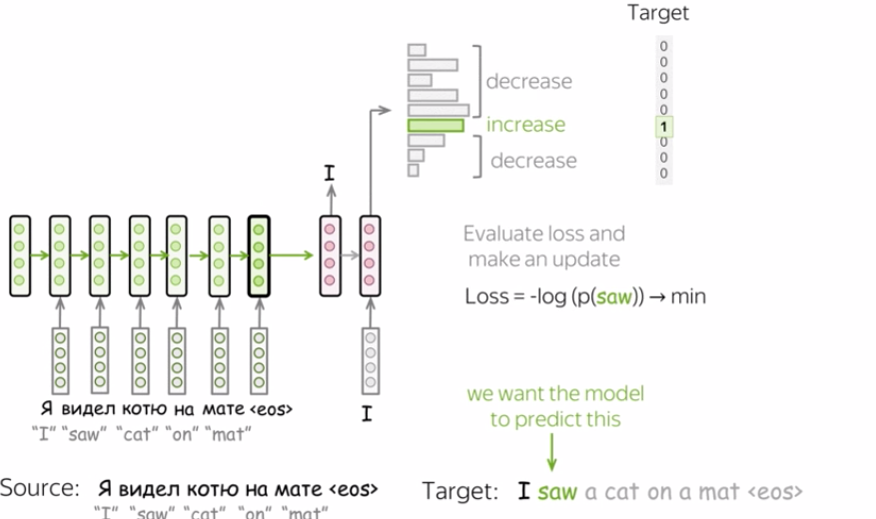 Target
0
0
0
0
0
1
0
0
0
decrease
increase
decrease
I
Evaluate loss and
make an update
Loss = -log (p(saw)) → min
Я видел котю на мате <eos>
"I" "saw" "cat" "on" "mat"
I
we want the model
to predict this
Source: Я видел котю на мате <eos>
"I" "saw" "cat" "on" "mat"
Target: I saw a cat on a mat <eos>